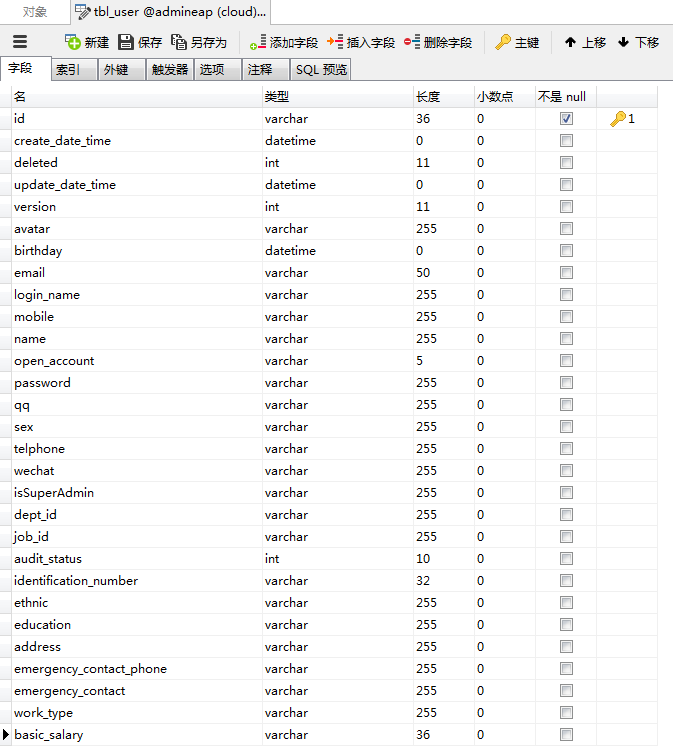 对象 tbl_user @admineap (cloud)...
新建 保存 另存为 添加字段 插入字段 删除字段 主键 上移 下移
字段 索引 外键 触发器 选项 注释 SQL 预览
名 类型 长度 小数点 不是 null
id varchar 36 0 1
create_date_time datetime 0 0
deleted int 11 0
update_date_time datetime 0 0
version int 11 0
avatar varchar 255 0
birthday datetime 0 0
email varchar 50 0
login_name varchar 255 0
mobile varchar 255 0
name varchar 255 0
open_account varchar 5 0
password varchar 255 0
qq varchar 255 0
sex varchar 255 0
telphone varchar 255 0
wechat varchar 255 0
isSuperAdmin varchar 255 0
dept_id varchar 255 0
job_id varchar 255 0
audit_status int 10 0
identification_number varchar 32 0
ethnic varchar 255 0
education varchar 255 0
address varchar 255 0
emergency_contact_phone varchar 255 0
emergency_contact varchar 255 0
work_type varchar 255 0
basic_salary varchar 36 0